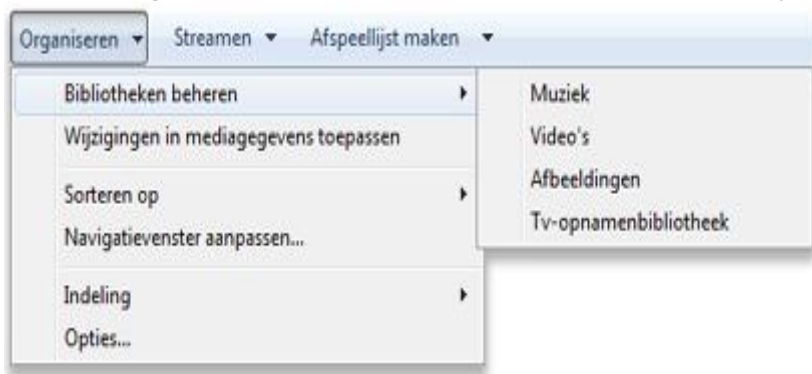 Organiseren Streamen Afspeellijst maken
Bibliotheken beheren
Wijzigingen in mediagegevens toepassen
Sorteren op
Navigatievenster aanpassen...
Indeling
Opties...
Muziek
Video's
Afbeeldingen
Tv-opnamenbibliotheek